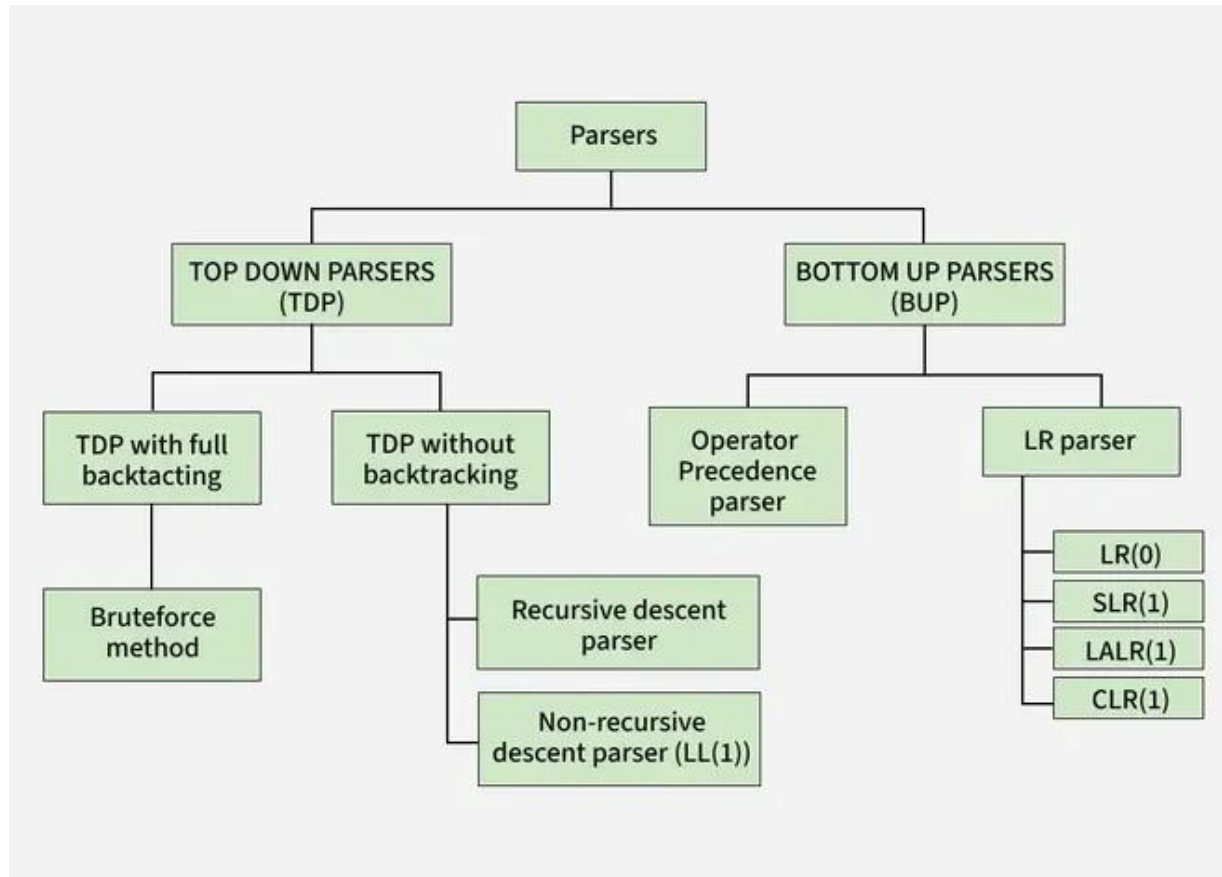 Parsers
TOP DOWN PARSERS
(TDP)
BOTTOM UP PARSERS
(BUP)
TDP with full
backtacting
TDP without
backtracking
Operator
Precedence
parser
LR parser
Bruteforce
method
Recursive descent
parser
Non-recursive
descent parser (LL(1))
LR(0)
SLR(1)
LALR(1)
CLR(1)